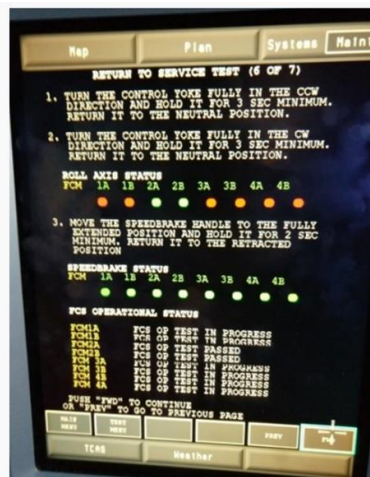 Map Plan Systems Maint
RETURN TO SERVICE TEST (6 OF 7)
1. TURN THE CONTROL YOKE FULLY IN THE CCW
DIRECTION AND HOLD IT FOR 3 SEC MINIMUM.
RETURN IT TO THE NEUTRAL POSITION.
2. TURN THE CONTROL YOKE FULLY IN THE CW
DIRECTION AND HOLD IT FOR 3 SEC MINIMUM.
RETURN IT TO THE NEUTRAL POSITION.
ROLL AXIS STATUS
FCM 1A 1B 2A 2B 3A 3B 4A 4B
3. MOVE THE SPEEDBRAKE HANDLE TO THE FULLY
EXTENDED POSITION AND HOLD IT FOR 2 SEC
MINIMUM. RETURN IT TO THE RETRACTED
POSITION
SPEEDBRAKE STATUS
FCM 1A 1B 2A 2B 3A 3B 4A 4B
FCS OPERATIONAL STATUS
FCM1A FCS OP TEST IN PROGRESS
FCM1B FCS OP TEST IN PROGRESS
FCM2A FCS OP TEST PASSED
FCM2B FCS OP TEST PASSED
FCM 3A FCS OP TEST IN PROGRESS
FCM 3B FCS OP TEST IN PROGRESS
FCM 4B FCS OP TEST IN PROGRESS
FCM 4A FCS OP TEST IN PROGRESS
PUSH "FWD" TO CONTINUE
OR "PREV" TO GO TO PREVIOUS PAGE
MAIN
MENU
TEST
MENU
PREV
FWD
TCAS Weather